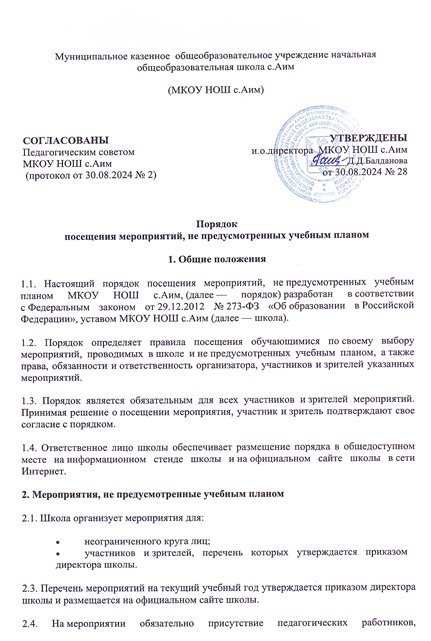 Муниципальное казенное общеобразовательное учреждение начальная
общеобразовательная школа с.Аим
(МКОУ НОШ с.Аим)
СОГЛАСОВАНЫ
Педагогическим советом
МКОУ НОШ с.Аим
(протокол от 30.08.2024 № 2)
УТВЕРЖДЕНЫ
и.о.директора МКОУ НОШ с.Аим
Д.Д.Балданова
от 30.08.2024 № 28
Порядок
посещения мероприятий, не предусмотренных учебным планом
1. Общие положения
1.1. Настоящий порядок посещения мероприятий, не предусмотренных учебным
планом МКОУ НОШ с.Аим, (далее — порядок) разработан в соответствии
с Федеральным законом от 29.12.2012 № 273-ФЗ «Об образовании в Российской
Федерации», уставом МКОУ НОШ с.Аим (далее — школа).
1.2. Порядок определяет правила посещения обучающимися по своему выбору
мероприятий, проводимых в школе и не предусмотренных учебным планом, а также
права, обязанности и ответственность организатора, участников и зрителей указанных
мероприятий.
1.3. Порядок является обязательным для всех участников и зрителей мероприятий.
Принимая решение о посещении мероприятия, участник и зритель подтверждают свое
согласие с порядком.
1.4. Ответственное лицо школы обеспечивает размещение порядка в общедоступном
месте на информационном стенде школы и на официальном сайте школы в сети
Интернет.
2. Мероприятия, не предусмотренные учебным планом
2.1. Школа организует мероприятия для:
• неограниченного круга лиц;
• участников и зрителей, перечень которых утверждается приказом
директора школы.
2.3. Перечень мероприятий на текущий учебный год утверждается приказом директора
школы и размещается на официальном сайте школы.
2.4. На мероприятии обязательно присутствие педагогических работников,